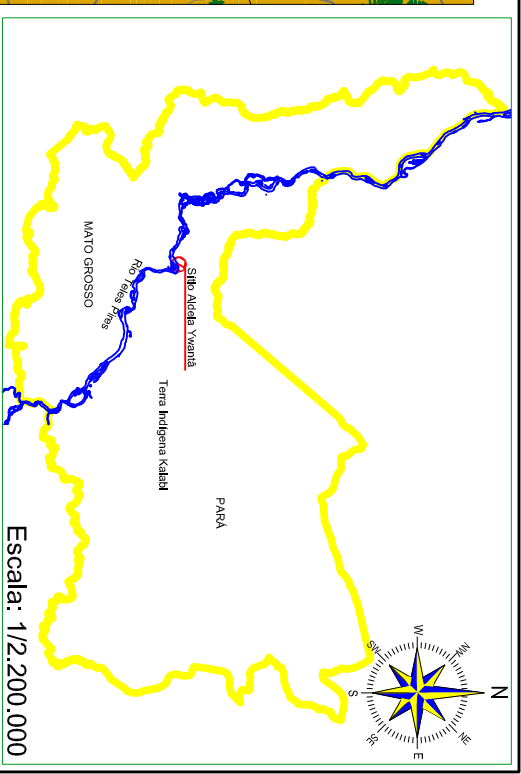 N
NW
NE
W
E
SW
SE
S
PARÁ
Sítio Aldeia Ywantã
Terra Indígena Kaiabi
Rio Teles Pires
MATO GROSSO
Escala: 1/2.200.000